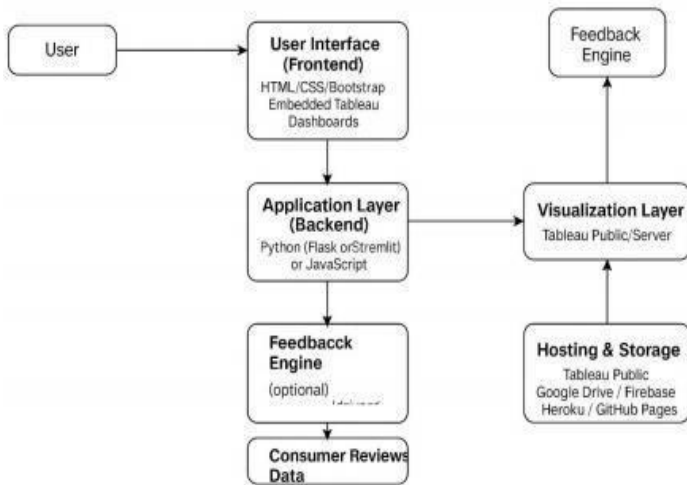 User
User Interface
(Frontend)
HTML/CSS/Bootstrap
Embedded Tableau
Dashboards
Feedback
Engine
Application Layer
(Backend)
Python (Flask orStremlit)
or JavaScript
Visualization Layer
Tableau Public/Server
Feedbacck
Engine
(optional)
Hosting & Storage
Tableau Public
Google Drive / Firebase
Heroku / GitHub Pages
Consumer Reviews
Data